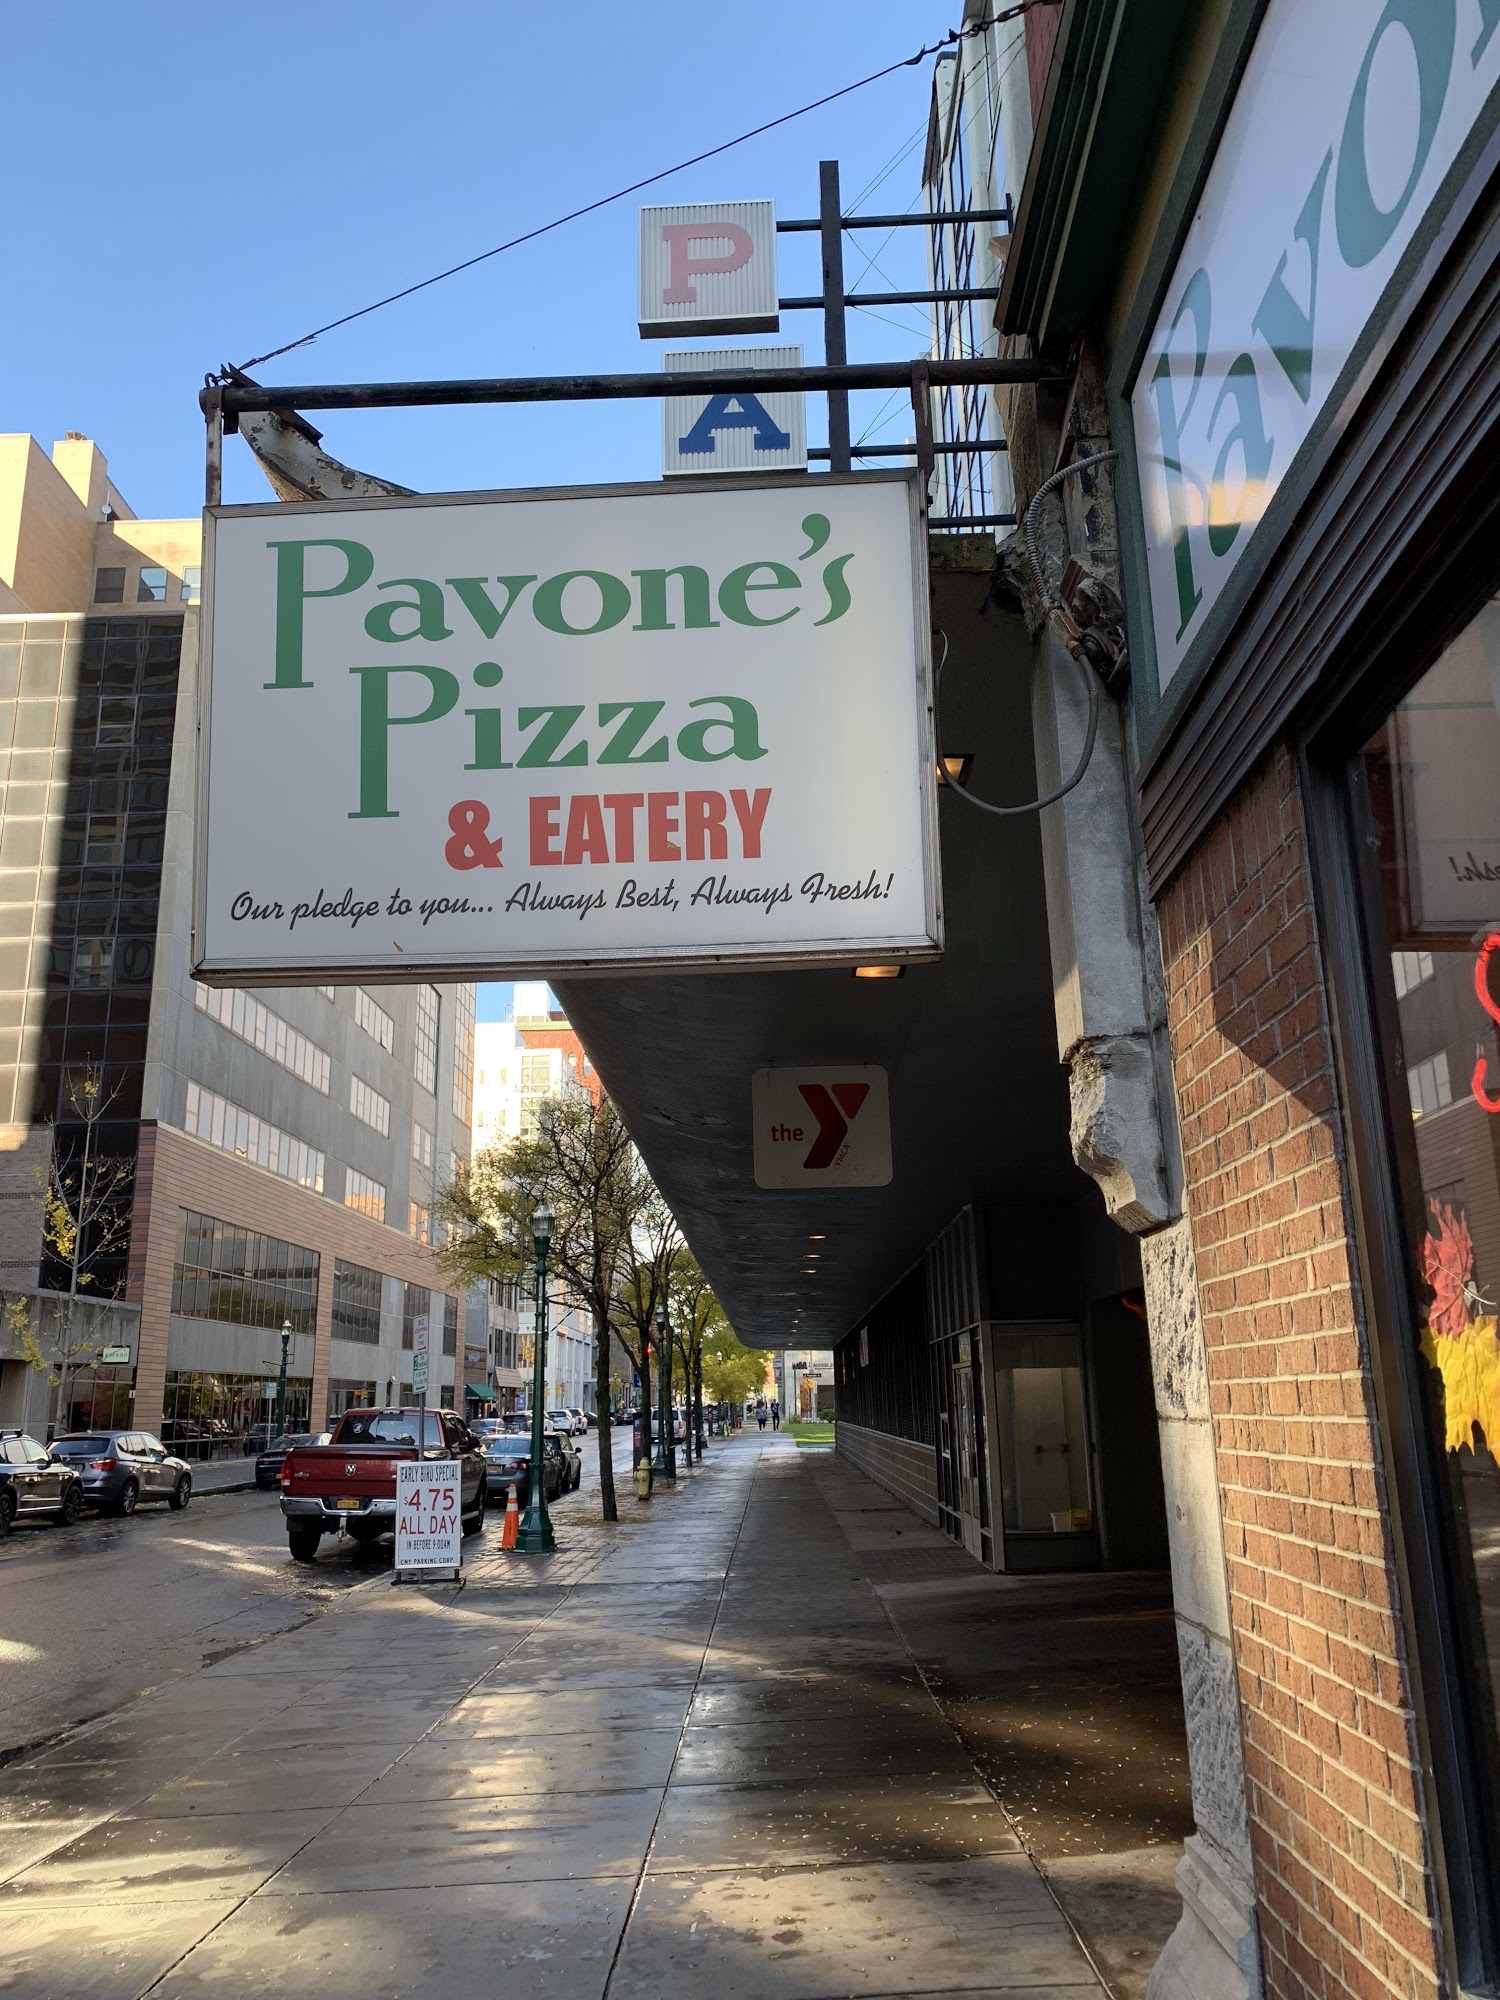 P
A
Pavone's
Pizza
& EATERY
Our pledge to you... Always Best, Always Fresh!
Pavo
the
YMCA
EARLY BIRD SPECIAL
$4.75
ALL DAY
IN BEFORE 9:00AM
CNY PARKING CORP.